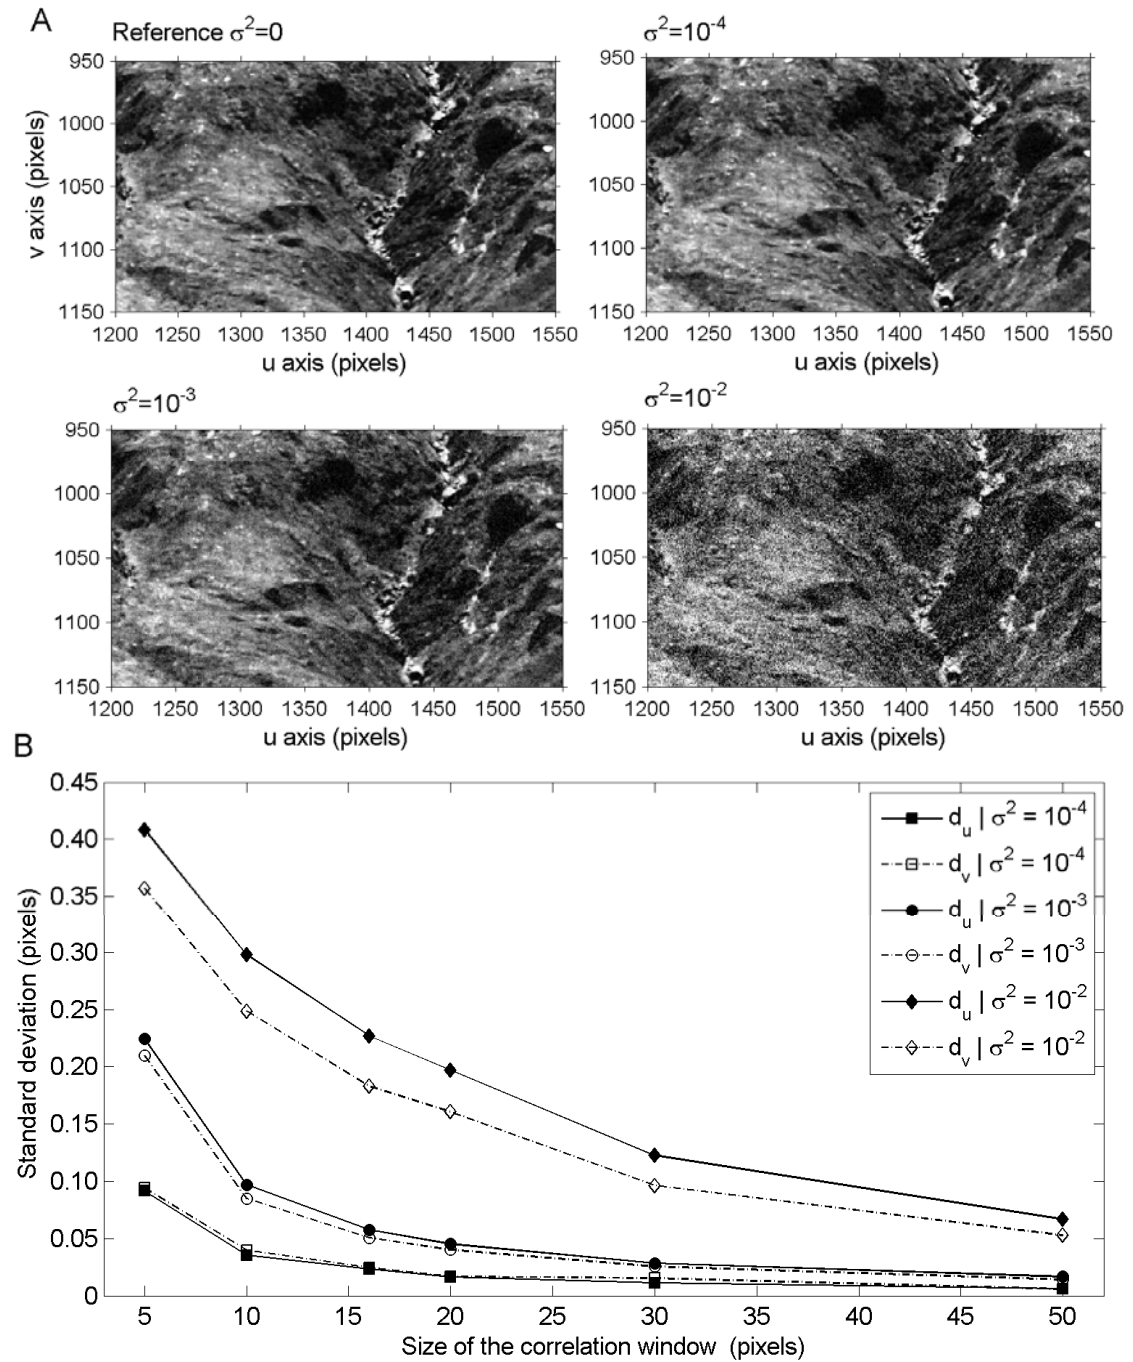 A
Reference σ²=0
σ²=10⁻⁴
950
1000
1050
1100
1150
v axis (pixels)
1200 1250 1300 1350 1400 1450 1500 1550
u axis (pixels)
950
1000
1050
1100
1150
1200 1250 1300 1350 1400 1450 1500 1550
u axis (pixels)
σ²=10⁻³
σ²=10⁻²
950
1000
1050
1100
1150
1200 1250 1300 1350 1400 1450 1500 1550
u axis (pixels)
950
1000
1050
1100
1150
1200 1250 1300 1350 1400 1450 1500 1550
u axis (pixels)
B
0.45
0.40
0.35
0.30
0.25
0.20
0.15
0.10
0.05
0
Standard deviation (pixels)
d_u | σ² = 10⁻⁴
d_v | σ² = 10⁻⁴
d_u | σ² = 10⁻³
d_v | σ² = 10⁻³
d_u | σ² = 10⁻²
d_v | σ² = 10⁻²
5 10 15 20 25 30 35 40 45 50
Size of the correlation window (pixels)